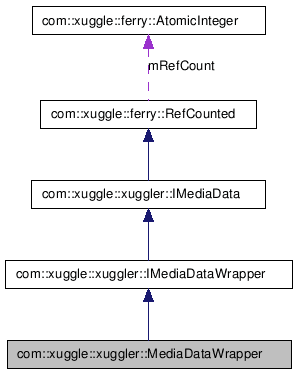 com::xuggle::ferry::AtomicInteger
mRefCount
com::xuggle::ferry::RefCounted
com::xuggle::xuggler::IMediaData
com::xuggle::xuggler::IMediaDataWrapper
com::xuggle::xuggler::MediaDataWrapper